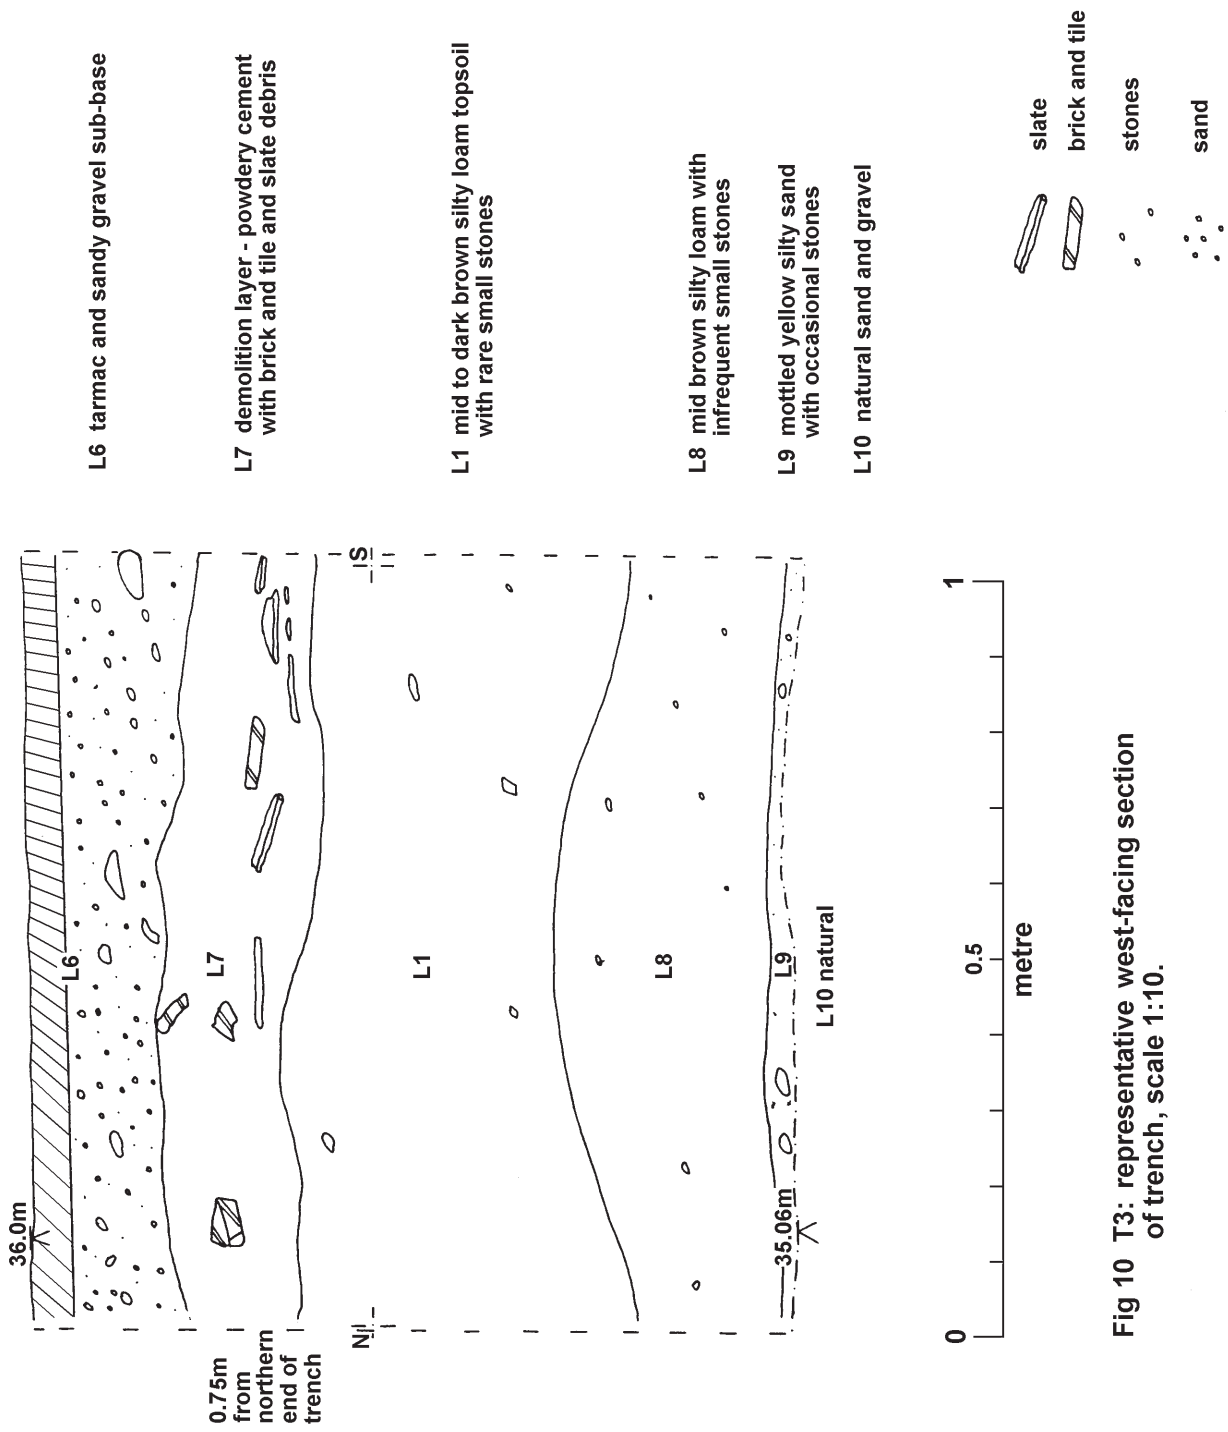 L6 tarmac and sandy gravel sub-base
L7 demolition layer - powdery cement
with brick and tile and slate debris
L1 mid to dark brown silty loam topsoil
with rare small stones
L8 mid brown silty loam with
infrequent small stones
L9 mottled yellow silty sand
with occasional stones
L10 natural sand and gravel
slate
brick and tile
stones
sand
36.0m
0.75m
from
northern
end of
trench
N
S
L6
L7
L1
L8
L9
L10 natural
35.06m
0
0.5
1
metre
Fig 10 T3: representative west-facing section
of trench, scale 1:10.